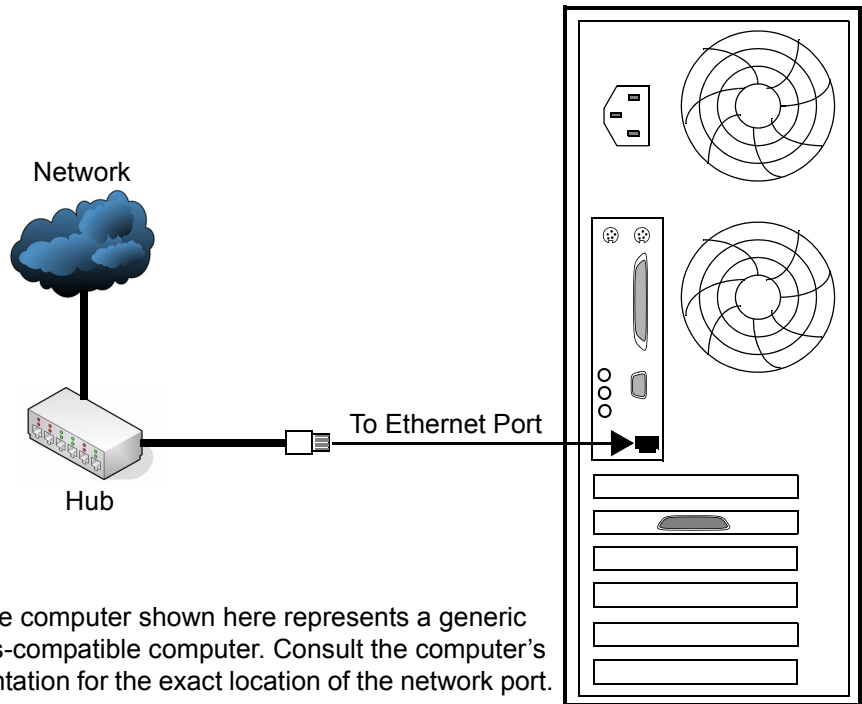 Network
To Ethernet Port
Hub
e computer shown here represents a generic
s-compatible computer. Consult the computer's
ntation for the exact location of the network port.